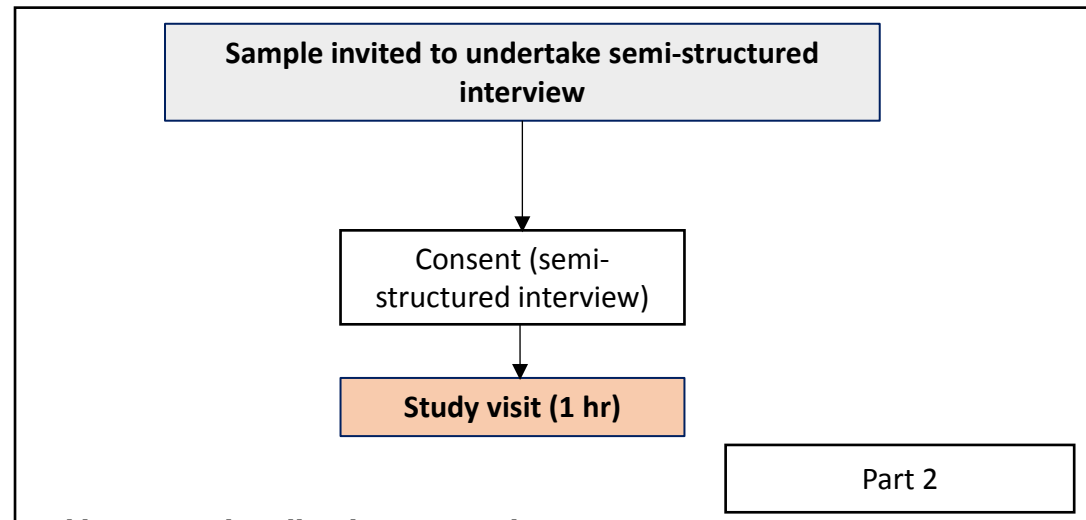 Sample invited to undertake semi-structured
interview
Consent (semi-
structured interview)
Study visit (1 hr)
Part 2